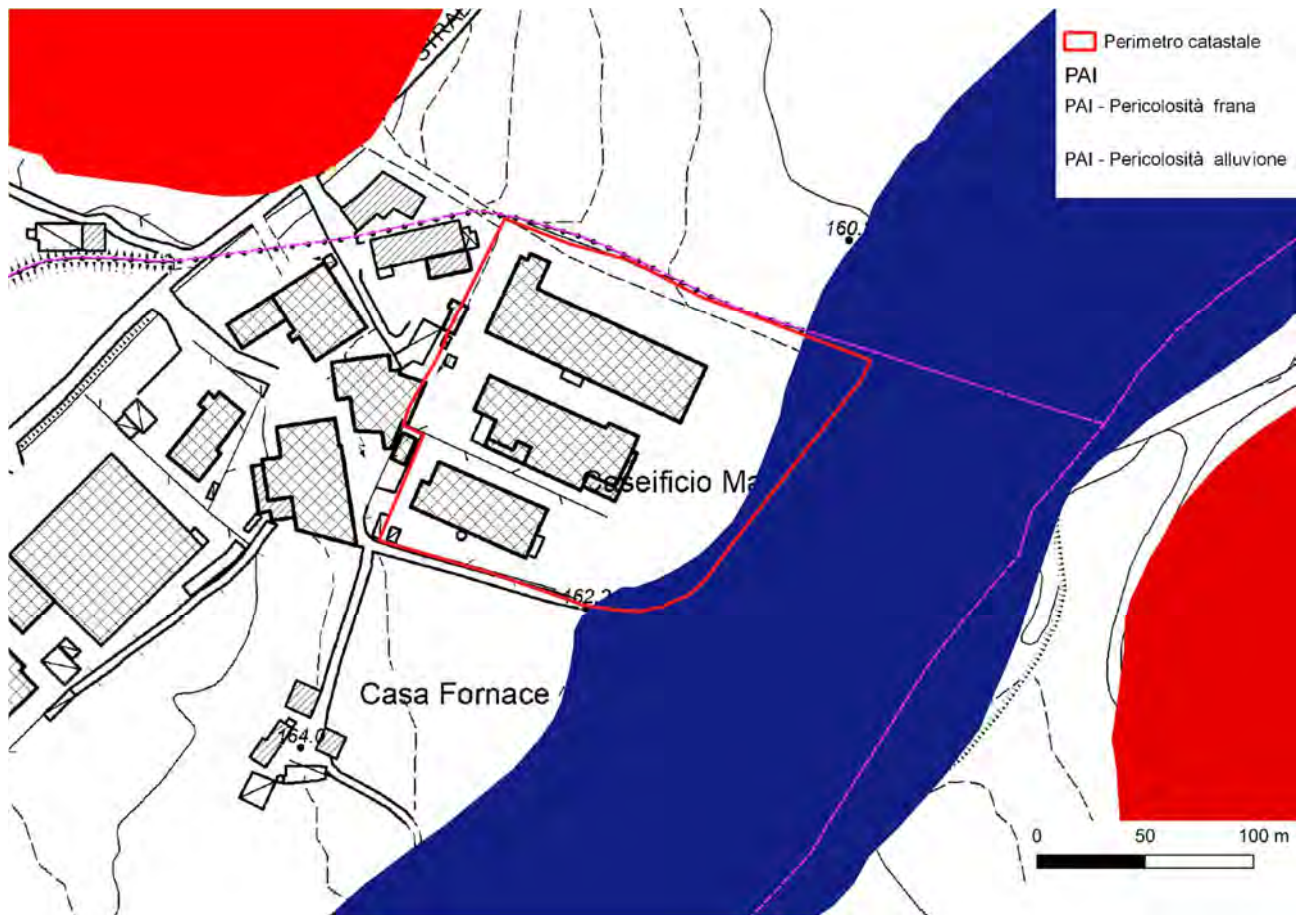 Perimetro catastale
PAI
PAI - Pericolosità frana
PAI - Pericolosità alluvione
160.
Caseificio Ma
162.2
Casa Fornace
164.0
0 50 100 m